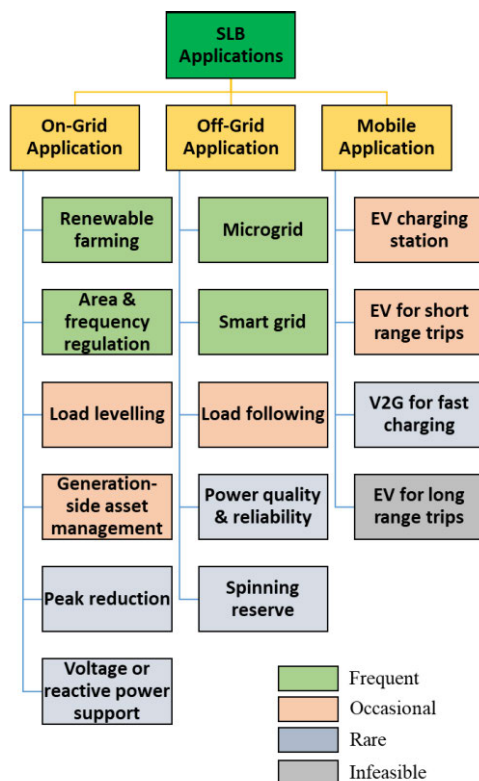 SLB
Applications
On-Grid
Application
Off-Grid
Application
Mobile
Application
Renewable
farming
Area &
frequency
regulation
Load levelling
Generation-
side asset
management
Peak reduction
Voltage or
reactive power
support
Microgrid
Smart grid
Load following
Power quality
& reliability
Spinning
reserve
EV charging
station
EV for short
range trips
V2G for fast
charging
EV for long
range trips
Frequent
Occasional
Rare
Infeasible